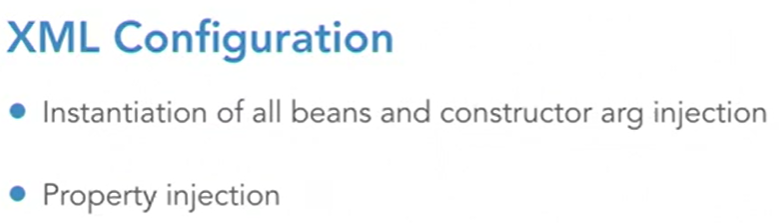 XML Configuration
Instantiation of all beans and constructor arg injection
Property injection